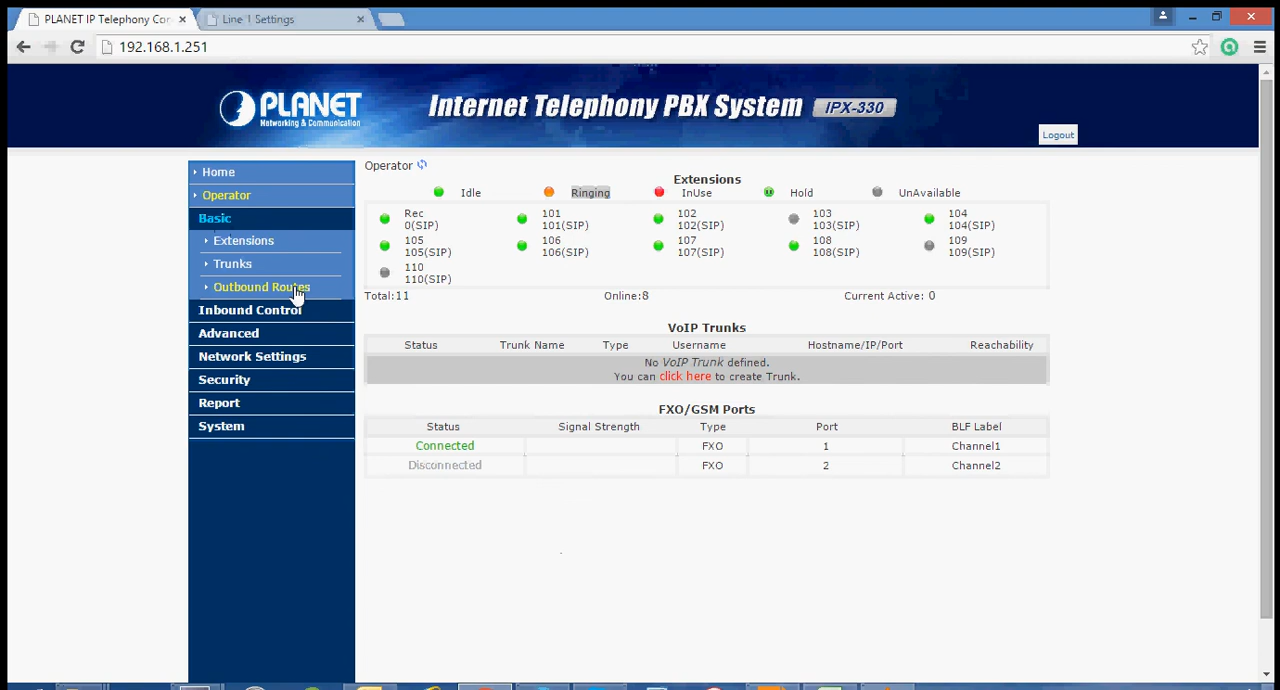 PLANET IP Telephony Co
Line 1 Settings
192.168.1.251
PLANET
Networking & Communication
Internet Telephony PBX System IPX-330
Logout
Home
Operator
Basic
Extensions
Trunks
Outbound Routes
Inbound Control
Advanced
Network Settings
Security
Report
System
Operator
Extensions
Idle Ringing InUse Hold UnAvailable
Rec 101 102 103 104
0(SIP) 101(SIP) 102(SIP) 103(SIP) 104(SIP)
105 106 107 108 109
105(SIP) 106(SIP) 107(SIP) 108(SIP) 109(SIP)
110
110(SIP)
Total:11 Online:8 Current Active: 0
VoIP Trunks
Status Trunk Name Type Username Hostname/IP/Port Reachability
No VoIP Trunk defined.
You can click here to create Trunk.
FXO/GSM Ports
Status Signal Strength Type Port BLF Label
Connected FXO 1 Channel1
Disconnected FXO 2 Channel2